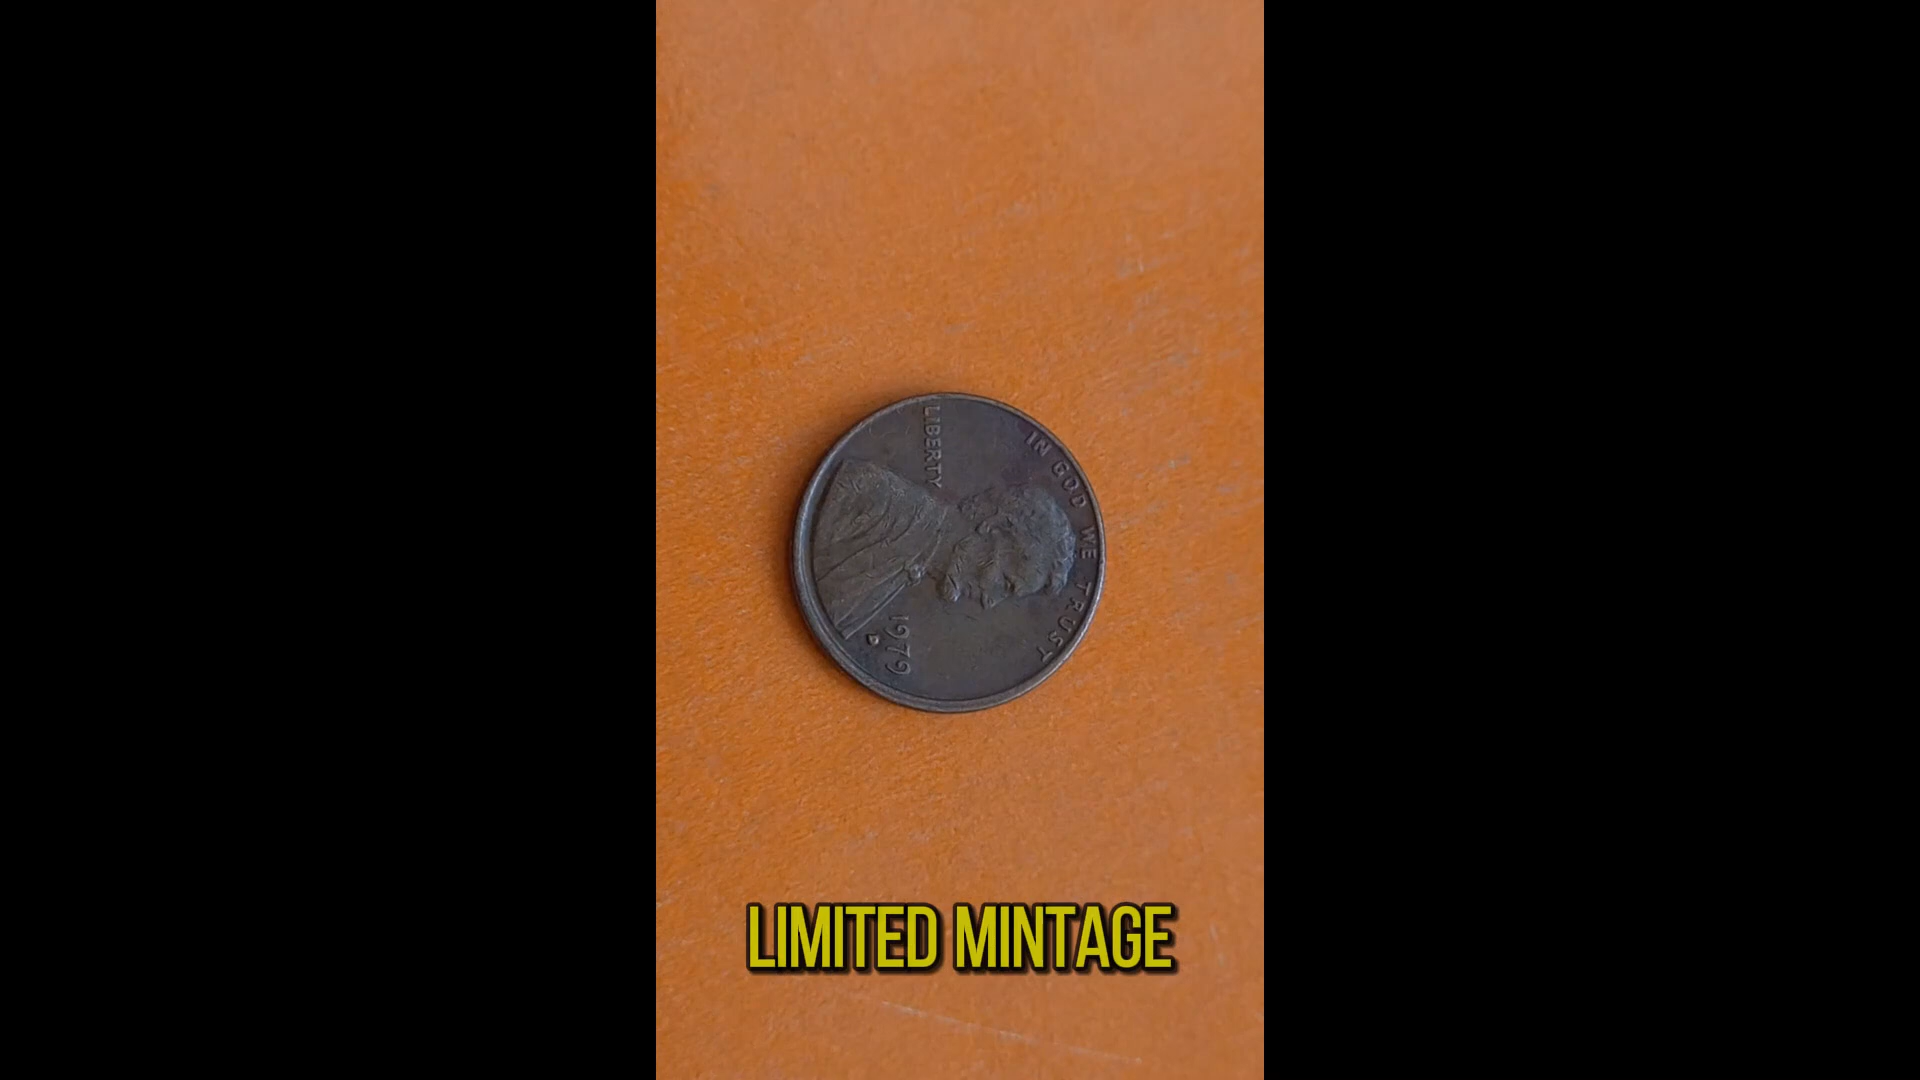 IN GOD WE TRUST
LIBERTY
1979
D
LIMITED MINTAGE